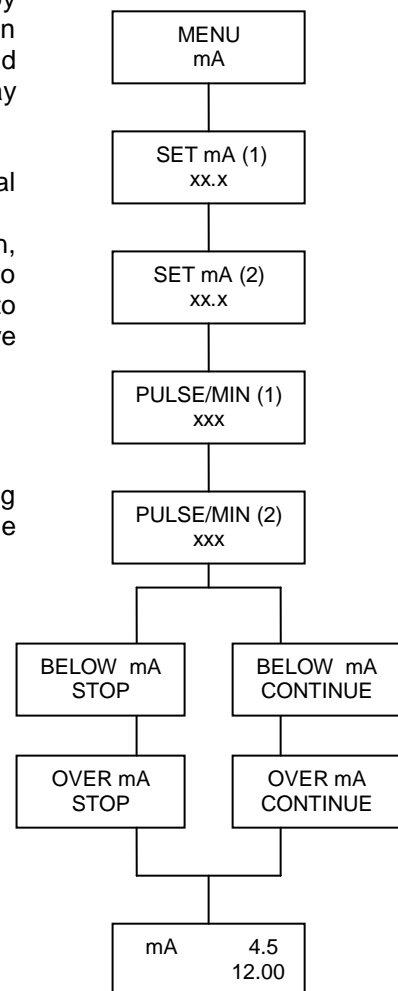 MENU
mA
SET mA (1)
xx.x
SET mA (2)
xx.x
PULSE/MIN (1)
xxx
PULSE/MIN (2)
xxx
BELOW mA
STOP
BELOW mA
CONTINUE
OVER mA
STOP
OVER mA
CONTINUE
mA 4.5
12.00